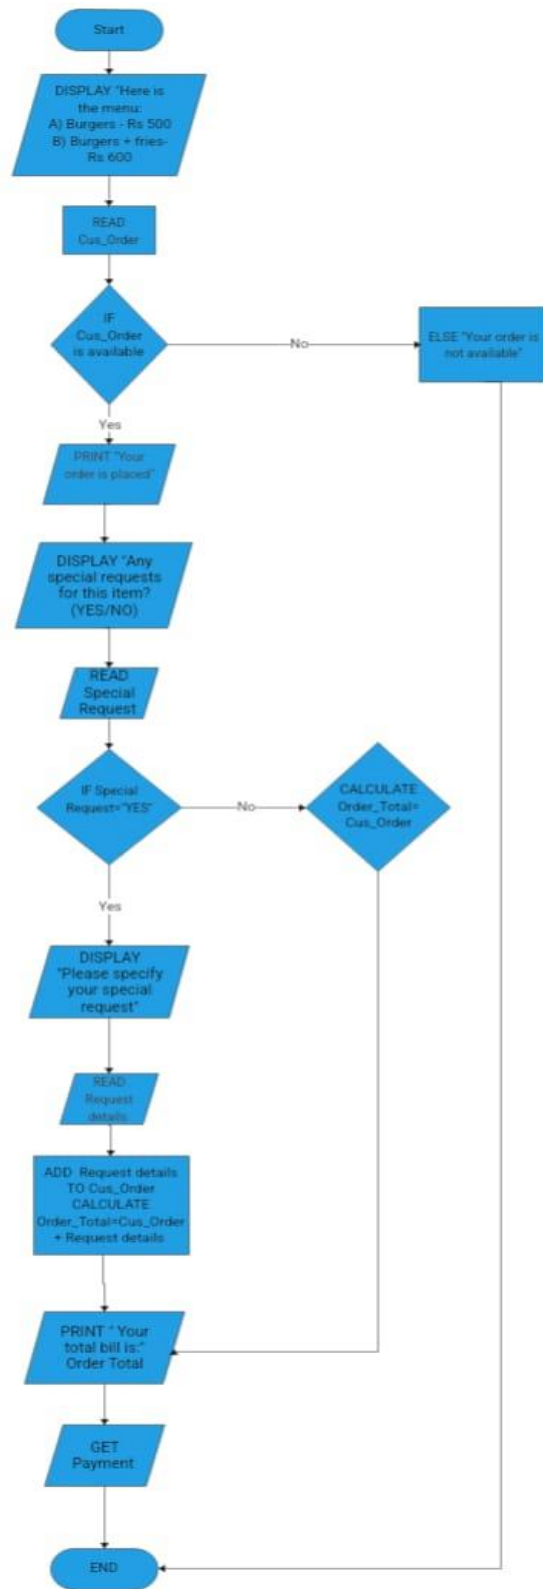 Start
DISPLAY "Here is
the menu:
A) Burgers - Rs 500
B) Burgers + fries-
Rs 600
READ
Cus_Order
IF
Cus_Order
is available
No
ELSE "Your order is
not available"
Yes
PRINT "Your
order is placed"
DISPLAY "Any
special requests
for this item?
(YES/NO)
READ
Special
Request
IF Special
Request="YES"
No
CALCULATE
Order_Total=
Cus_Order
Yes
DISPLAY
"Please specify
your special
request"
READ
Request
details
ADD Request details
TO Cus_Order
CALCULATE
Order_Total=Cus_Order
+ Request details
PRINT " Your
total bill is:"
Order Total
GET
Payment
END